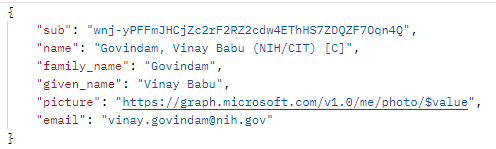 {
"sub": "wnj-yPFFmJHCjZc2rF2RZ2cdw4EThHS7ZDQZF7Oqn4Q",
"name": "Govindam, Vinay Babu (NIH/CIT) [C]",
"family_name": "Govindam",
"given_name": "Vinay Babu",
"picture": "https://graph.microsoft.com/v1.0/me/photo/$value",
"email": "vinay.govindam@nih.gov"
}